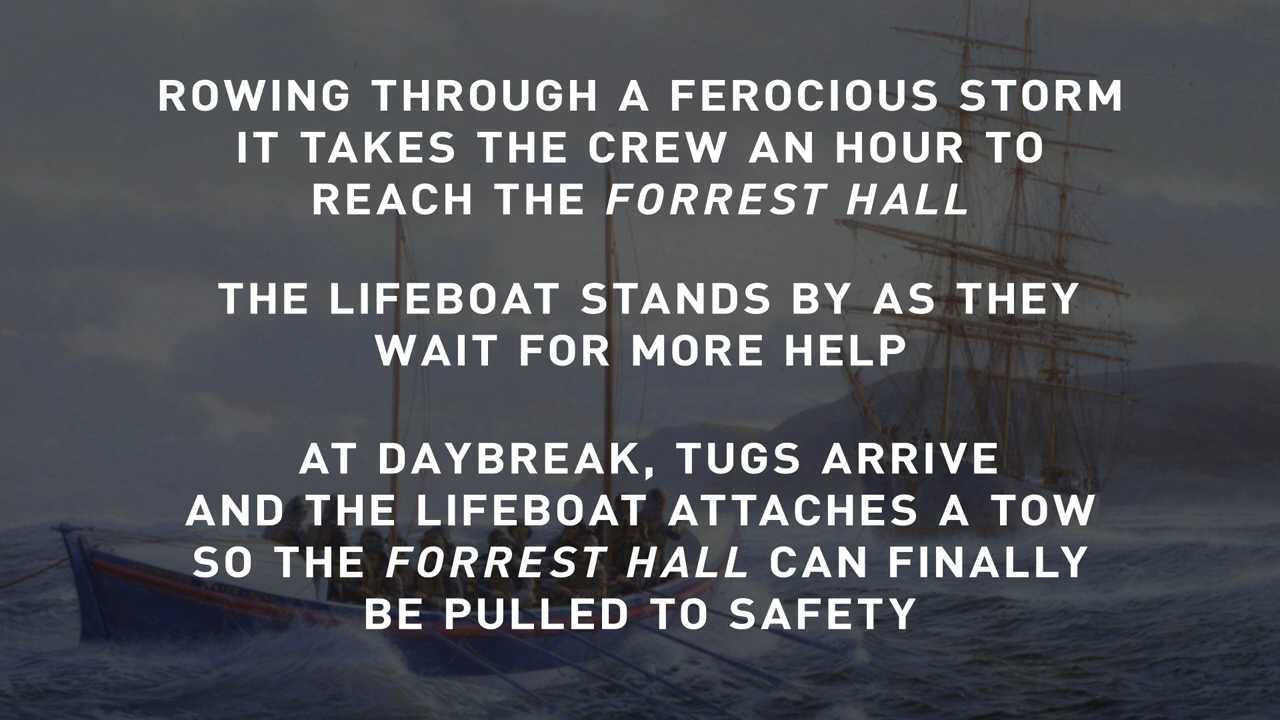 ROWING THROUGH A FEROCIOUS STORM
IT TAKES THE CREW AN HOUR TO
REACH THE FORREST HALL
THE LIFEBOAT STANDS BY AS THEY
WAIT FOR MORE HELP
AT DAYBREAK, TUGS ARRIVE
AND THE LIFEBOAT ATTACHES A TOW
SO THE FORREST HALL CAN FINALLY
BE PULLED TO SAFETY